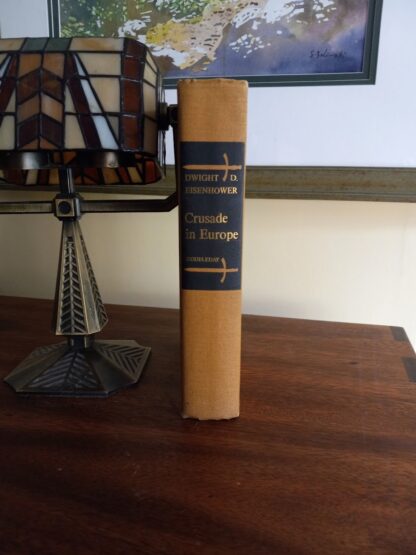 DWIGHT D.
EISENHOWER
Crusade
in Europe
DOUBLEDAY